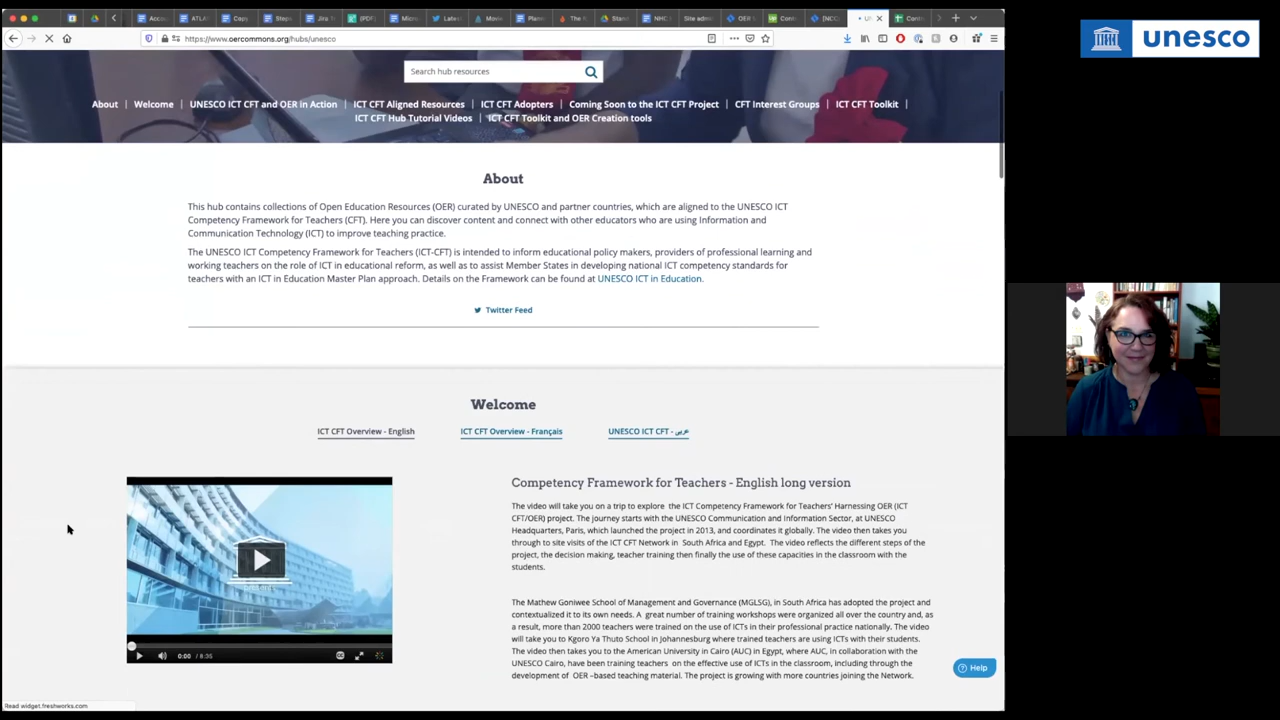 https://www.oercommons.org/hubs/unesco
unesco
Search hub resources
About | Welcome | UNESCO ICT CFT and OER in Action | ICT CFT Aligned Resources | ICT CFT Adopters | Coming Soon to the ICT CFT Project | CFT Interest Groups | ICT CFT Toolkit |
ICT CFT Hub Tutorial Videos | ICT CFT Toolkit and OER Creation tools
About
This hub contains collections of Open Education Resources (OER) curated by UNESCO and partner countries, which are aligned to the UNESCO ICT
Competency Framework for Teachers (CFT). Here you can discover content and connect with other educators who are using Information and
Communication Technology (ICT) to improve teaching practice.
The UNESCO ICT Competency Framework for Teachers (ICT-CFT) is intended to inform educational policy makers, providers of professional learning and
working teachers on the role of ICT in educational reform, as well as to assist Member States in developing national ICT competency standards for
teachers with an ICT in Education Master Plan approach. Details on the Framework can be found at UNESCO ICT in Education.
Twitter Feed
Welcome
ICT CFT Overview - English
ICT CFT Overview - Français
UNESCO ICT CFT - عربى
Competency Framework for Teachers - English long version
The video will take you on a trip to explore the ICT Competency Framework for Teachers' Harnessing OER (ICT
CFT/OER) project. The journey starts with the UNESCO Communication and Information Sector, at UNESCO
Headquarters, Paris, which launched the project in 2013, and coordinates it globally. The video then takes you
through to site visits of the ICT CFT Network in South Africa and Egypt. The video reflects the different steps of the
project, the decision making, teacher training then finally the use of these capacities in the classroom with the
students.
The Mathew Goniwee School of Management and Governance (MGLSG), in South Africa has adopted the project and
contextualized it to its own needs. A great number of training workshops were organized all over the country and, as
a result, more than 2000 teachers were trained on the use of ICTs in their professional practice nationally. The video
will take you to Kgoro Ya Thuto School in Johannesburg where trained teachers are using ICTs with their students.
The video then takes you to the American University in Cairo (AUC) in Egypt, where AUC, in collaboration with the
UNESCO Cairo, have been training teachers on the effective use of ICTs in the classroom, including through the
development of OER –based teaching material. The project is growing with more countries joining the Network.
0:00 / 8:35
Help
Read widget.freshworks.com